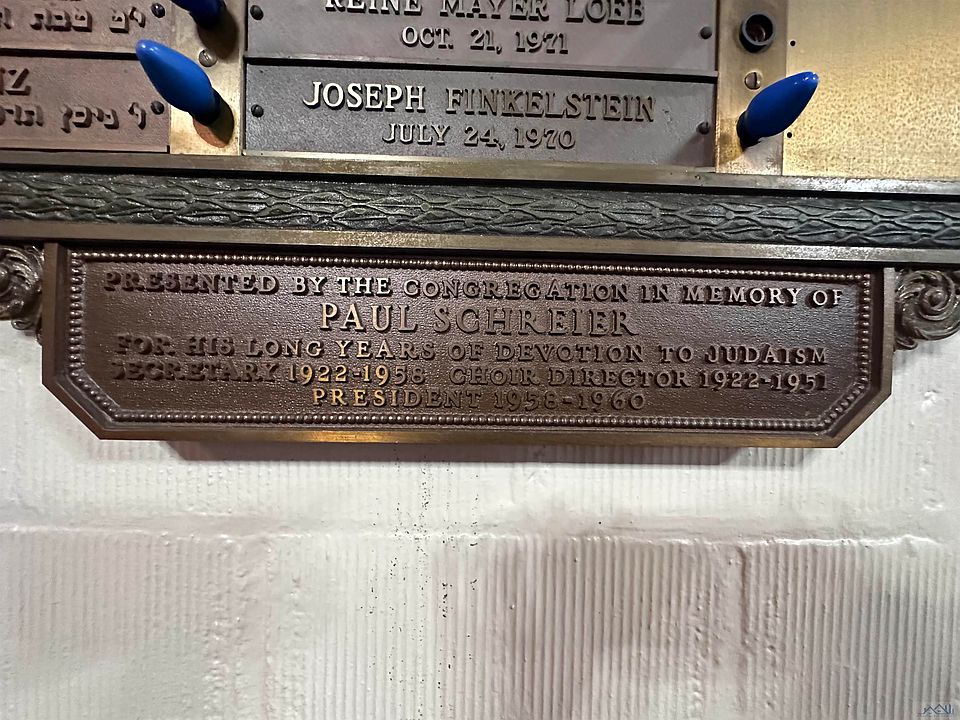 REINE MAYER LOEB
OCT. 21, 1971
JOSEPH FINKELSTEIN
JULY 24, 1970
NZ
PRESENTED BY THE CONGREGATION IN MEMORY OF
PAUL SCHREIER
FOR HIS LONG YEARS OF DEVOTION TO JUDAISM
SECRETARY 1922-1958 CHOIR DIRECTOR 1922-1951
PRESIDENT 1958-1960